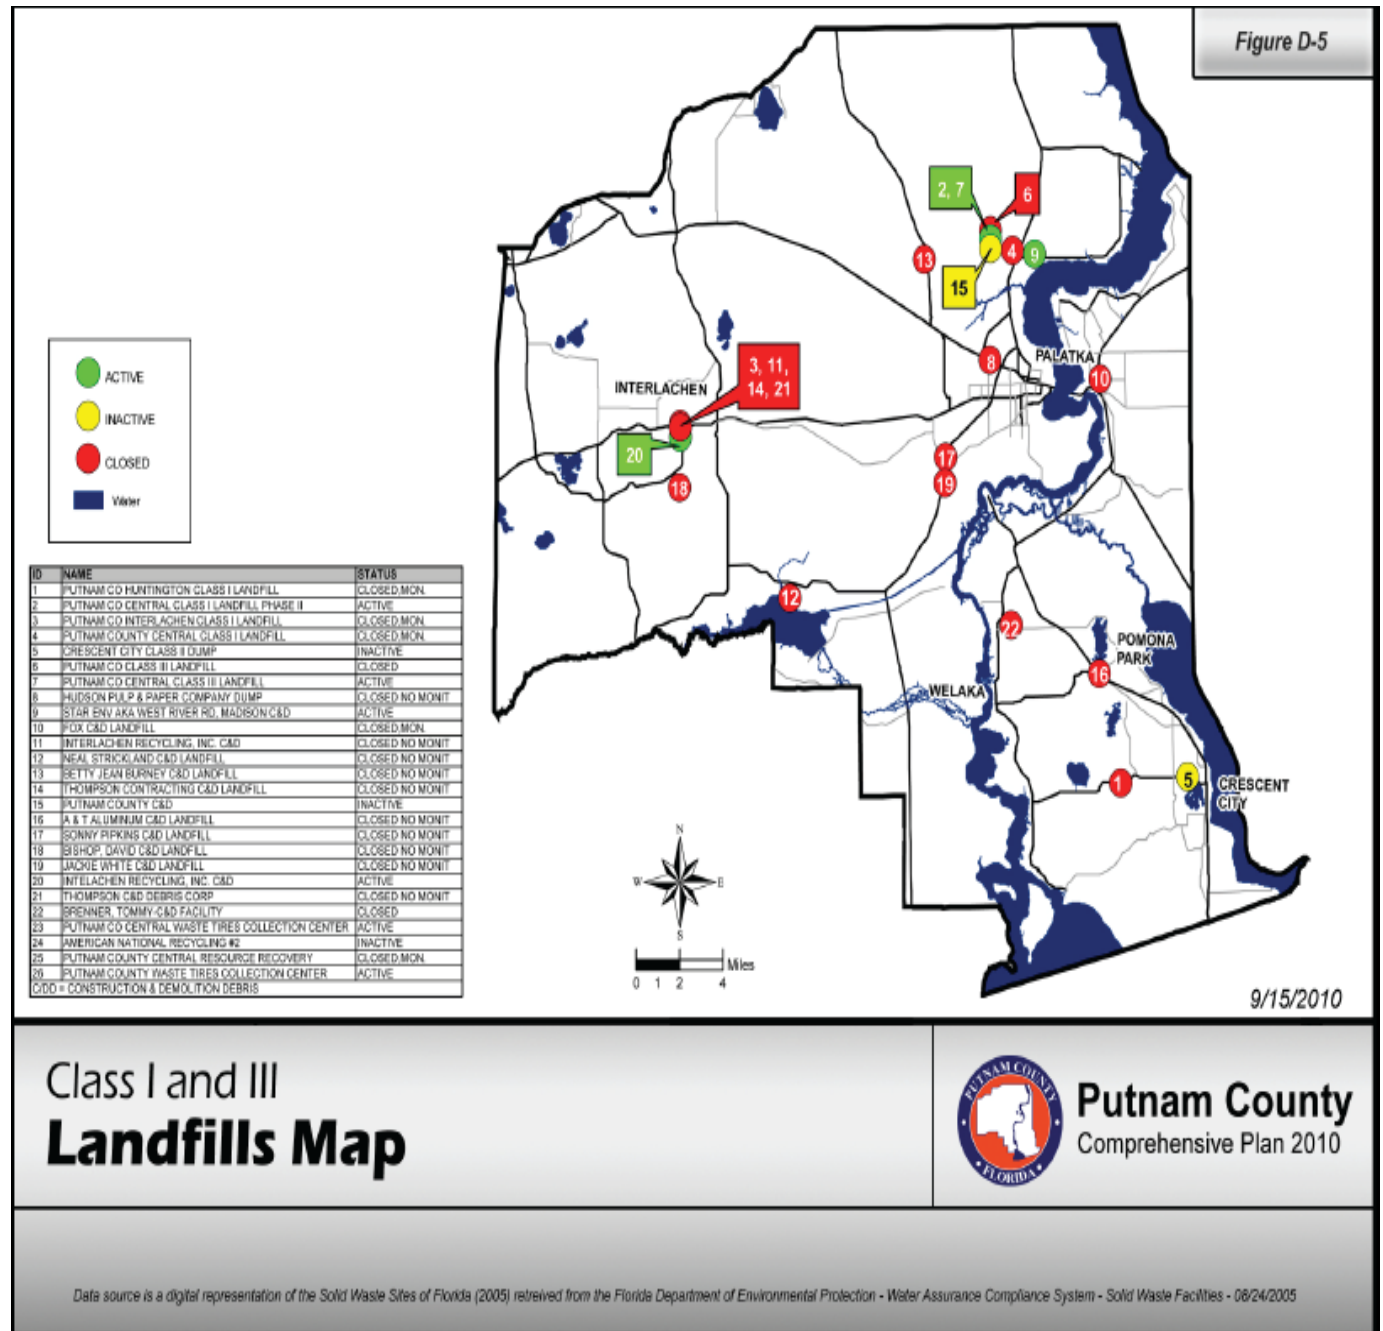 Figure D-5
2, 7
6
13
4
9
15
8
PALATKA
10
3, 11,
14, 21
INTERLACHEN
20
17
18
19
12
22
POMONA
PARK
16
WELAKA
1
5
CRESCENT
CITY
ACTIVE
INACTIVE
CLOSED
Water
ID NAME STATUS
1 PUTNAM CO HUNTINGTON CLASS I LANDFILL CLOSED,MON.
2 PUTNAM CO CENTRAL CLASS I LANDFILL PHASE II ACTIVE
3 PUTNAM CO INTERLACHEN CLASS I LANDFILL CLOSED,MON.
4 PUTNAM COUNTY CENTRAL CLASS I LANDFILL CLOSED,MON.
5 CRESCENT CITY CLASS II DUMP INACTIVE
6 PUTNAM CO CLASS III LANDFILL CLOSED
7 PUTNAM CO CENTRAL CLASS III LANDFILL ACTIVE
8 HUDSON PULP & PAPER COMPANY DUMP CLOSED NO MONIT
9 STAR ENV AKA WEST RIVER RD, MADISON C&D ACTIVE
10 FOX C&D LANDFILL CLOSED,MON.
11 INTERLACHEN RECYCLING, INC. C&D CLOSED NO MONIT
12 NEAL STRICKLAND C&D LANDFILL CLOSED NO MONIT
13 BETTY JEAN BURNEY C&D LANDFILL CLOSED NO MONIT
14 THOMPSON CONTRACTING C&D LANDFILL CLOSED NO MONIT
15 PUTNAM COUNTY C&D INACTIVE
16 A & T ALUMINUM C&D LANDFILL CLOSED NO MONIT
17 SONNY PIPKINS C&D LANDFILL CLOSED NO MONIT
18 BISHOP, DAVID C&D LANDFILL CLOSED NO MONIT
19 JACKIE WHITE C&D LANDFILL CLOSED NO MONIT
20 INTELACHEN RECYCLING, INC. C&D ACTIVE
21 THOMPSON C&D DEBRIS CORP CLOSED NO MONIT
22 BRENNER, TOMMY-C&D FACILITY CLOSED
23 PUTNAM CO CENTRAL WASTE TIRES COLLECTION CENTER ACTIVE
24 AMERICAN NATIONAL RECYCLING #2 INACTIVE
25 PUTNAM COUNTY CENTRAL RESOURCE RECOVERY CLOSED,MON.
26 PUTNAM COUNTY WASTE TIRES COLLECTION CENTER ACTIVE
C/DD = CONSTRUCTION & DEMOLITION DEBRIS
N
W E
S
Miles
0 1 2 4
9/15/2010
Class I and III
Landfills Map
PUTNAM COUNTY
• FLORIDA •
Putnam County
Comprehensive Plan 2010
Data source is a digital representation of the Solid Waste Sites of Florida (2005) retreived from the Florida Department of Environmental Protection - Water Assurance Compliance System - Solid Waste Facilities - 08/24/2005